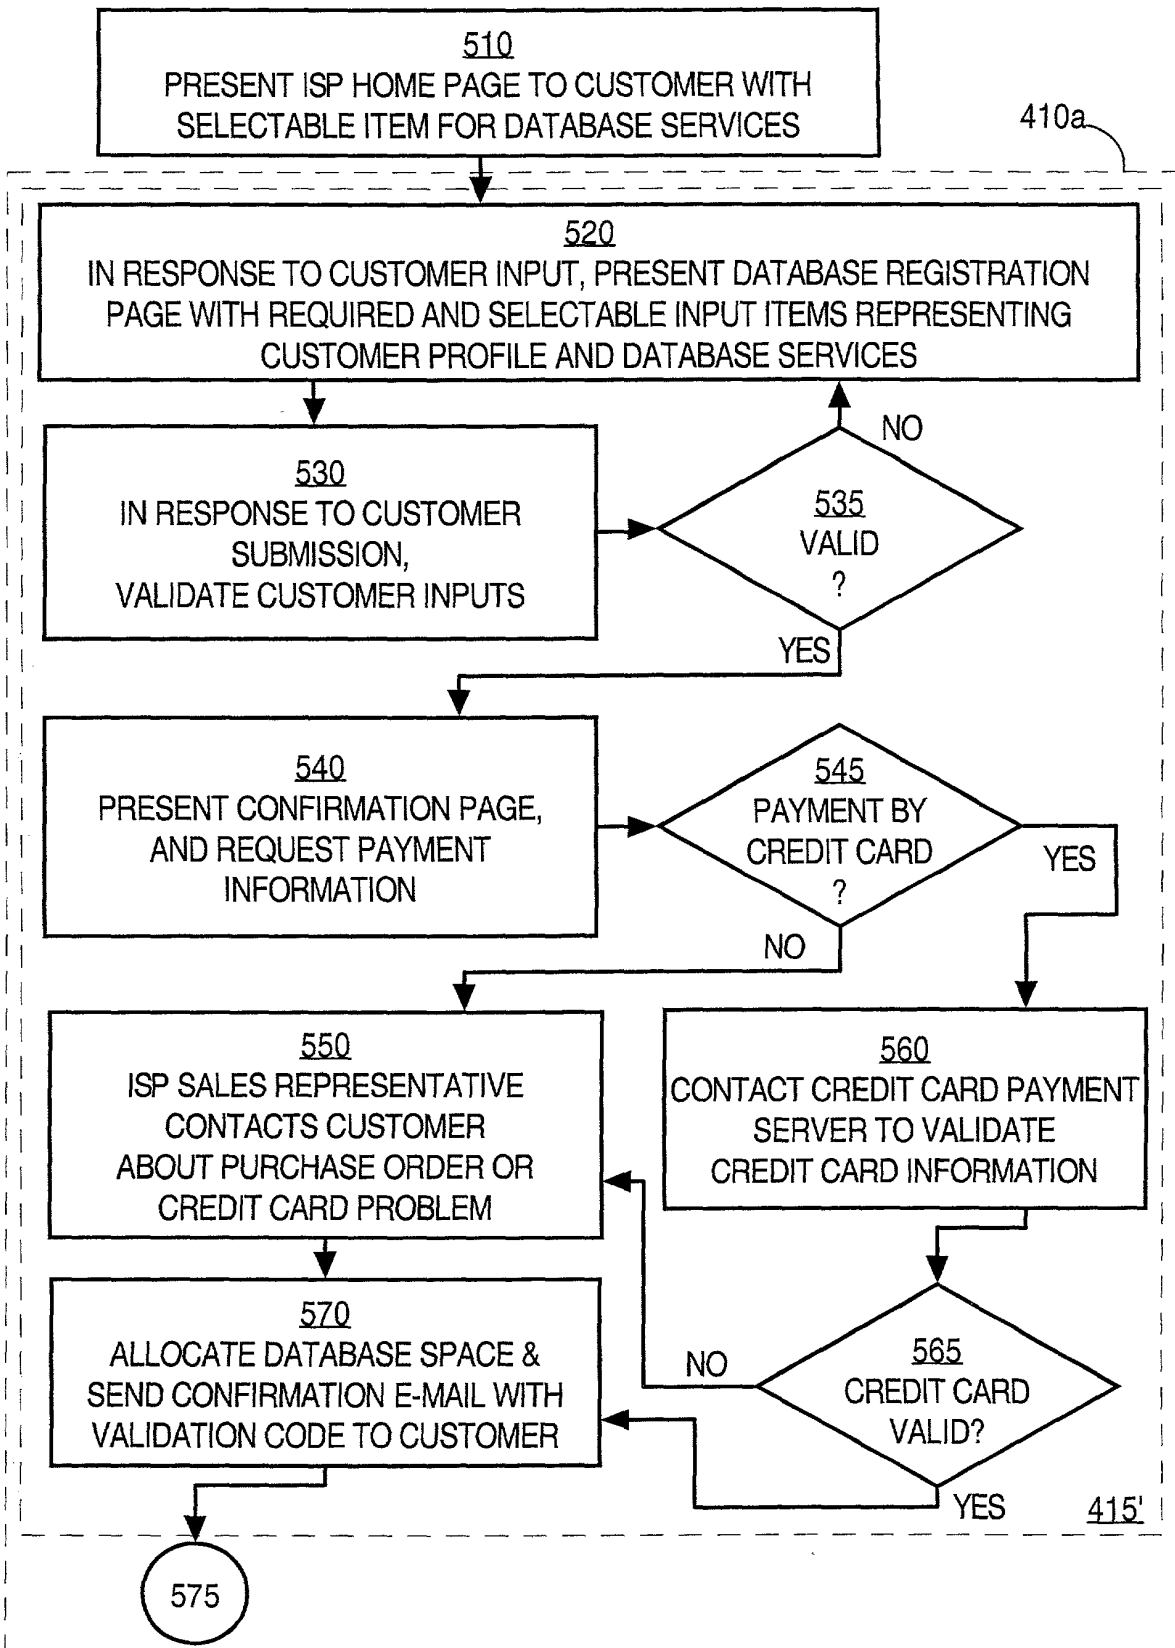 510
PRESENT ISP HOME PAGE TO CUSTOMER WITH
SELECTABLE ITEM FOR DATABASE SERVICES
410a
520
IN RESPONSE TO CUSTOMER INPUT, PRESENT DATABASE REGISTRATION
PAGE WITH REQUIRED AND SELECTABLE INPUT ITEMS REPRESENTING
CUSTOMER PROFILE AND DATABASE SERVICES
530
IN RESPONSE TO CUSTOMER
SUBMISSION,
VALIDATE CUSTOMER INPUTS
NO
535
VALID
?
YES
540
PRESENT CONFIRMATION PAGE,
AND REQUEST PAYMENT
INFORMATION
545
PAYMENT BY
CREDIT CARD
?
YES
NO
550
ISP SALES REPRESENTATIVE
CONTACTS CUSTOMER
ABOUT PURCHASE ORDER OR
CREDIT CARD PROBLEM
560
CONTACT CREDIT CARD PAYMENT
SERVER TO VALIDATE
CREDIT CARD INFORMATION
570
ALLOCATE DATABASE SPACE &
SEND CONFIRMATION E-MAIL WITH
VALIDATION CODE TO CUSTOMER
NO
565
CREDIT CARD
VALID?
YES
415'
575